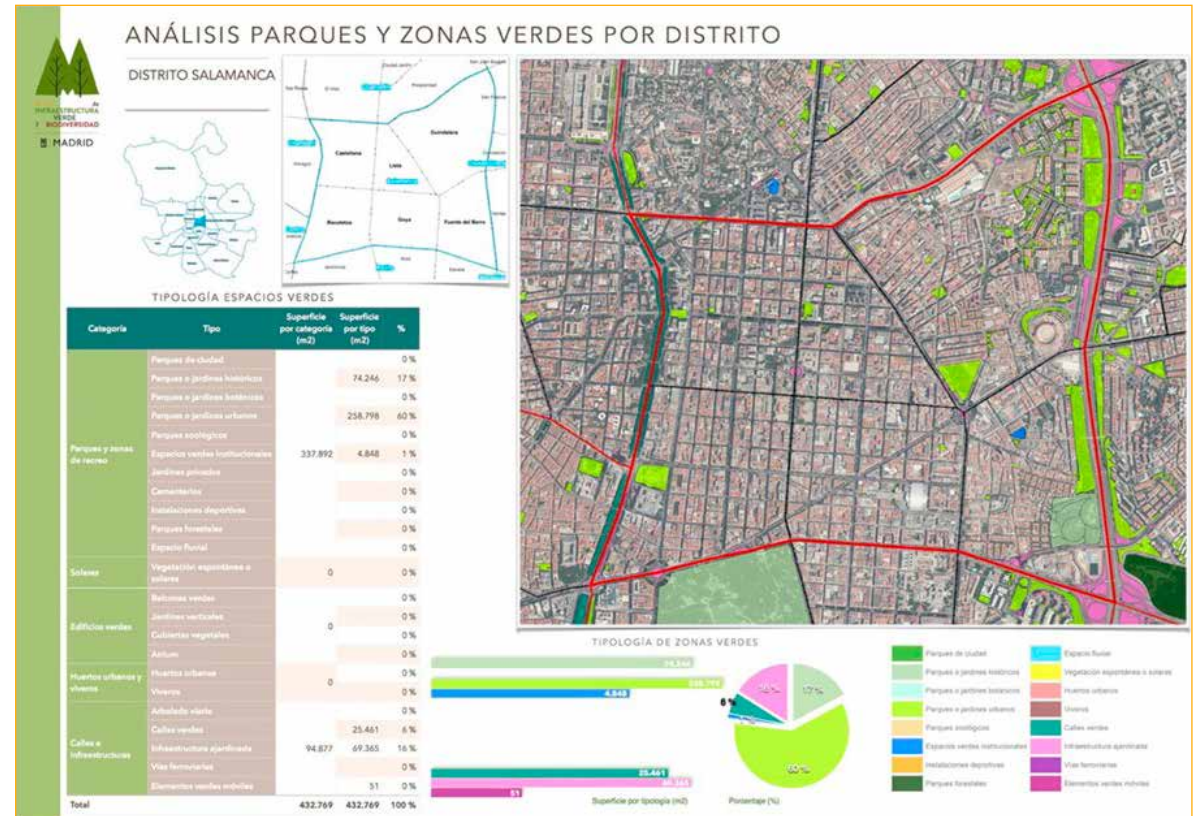 ANÁLISIS PARQUES Y ZONAS VERDES POR DISTRITO
DISTRITO SALAMANCA
de
INFRAESTRUCTURA
VERDE
Y BIODIVERSIDAD
MADRID
Ciudad Jardín
El Viso
Prosperidad
Guindalera
Castellana
Lista
Recoletos
Goya
Fuente del Berro
TIPOLOGÍA ESPACIOS VERDES
Categoría Tipo Superficie por categoría (m2) Superficie por tipo (m2) %
Parques y zonas de recreo 337.892
Parques de ciudad 0 %
Parques o jardines históricos 74.246 17 %
Parques o jardines botánicos 0 %
Parques o jardines urbanos 258.798 60 %
Parques zoológicos 0 %
Espacios verdes institucionales 4.848 1 %
Jardines privados 0 %
Cementerios 0 %
Instalaciones deportivas 0 %
Parques forestales 0 %
Espacio fluvial 0 %
Solares Vegetación espontánea o solares 0 0 %
Edificios verdes 0
Balcones verdes 0 %
Jardines verticales 0 %
Cubiertas vegetales 0 %
Atrium 0 %
Huertos urbanos y viveros 0
Huertos urbanos 0 %
Viveros 0 %
Calles e infraestructuras 94.877
Arbolado viario 0 %
Calles verdes 25.461 6 %
Infraestructura ajardinada 69.365 16 %
Vías ferroviarias 0 %
Elementos verdes móviles 51 0 %
Total 432.769 432.769 100 %
TIPOLOGÍA DE ZONAS VERDES
74.246
258.798
4.848
25.461
69.365
51
Superficie por tipología (m2)
16 %
17 %
6 %
60 %
Porcentaje (%)
Parques de ciudad
Parques o jardines históricos
Parques o jardines botánicos
Parques o jardines urbanos
Parques zoológicos
Espacios verdes institucionales
Instalaciones deportivas
Parques forestales
Espacio fluvial
Vegetación espontánea o solares
Huertos urbanos
Viveros
Calles verdes
Infraestructura ajardinada
Vías ferroviarias
Elementos verdes móviles